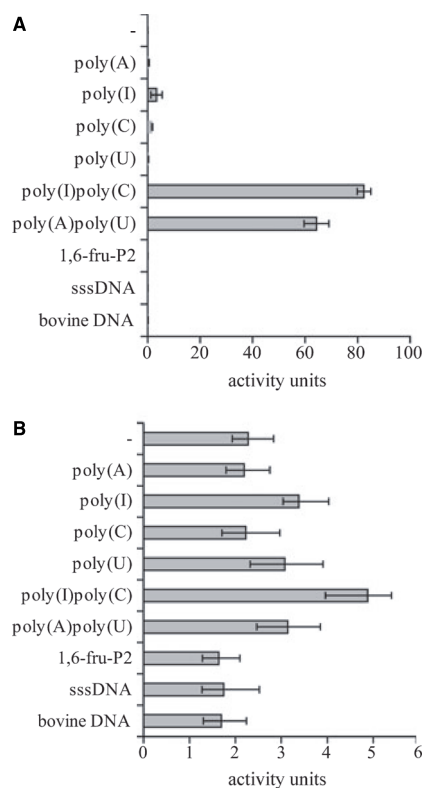 A
-
poly(A)
poly(I)
poly(C)
poly(U)
poly(I)poly(C)
poly(A)poly(U)
1,6-fru-P2
sssDNA
bovine DNA
0 20 40 60 80 100
activity units
B
-
poly(A)
poly(I)
poly(C)
poly(U)
poly(I)poly(C)
poly(A)poly(U)
1,6-fru-P2
sssDNA
bovine DNA
0 1 2 3 4 5 6
activity units